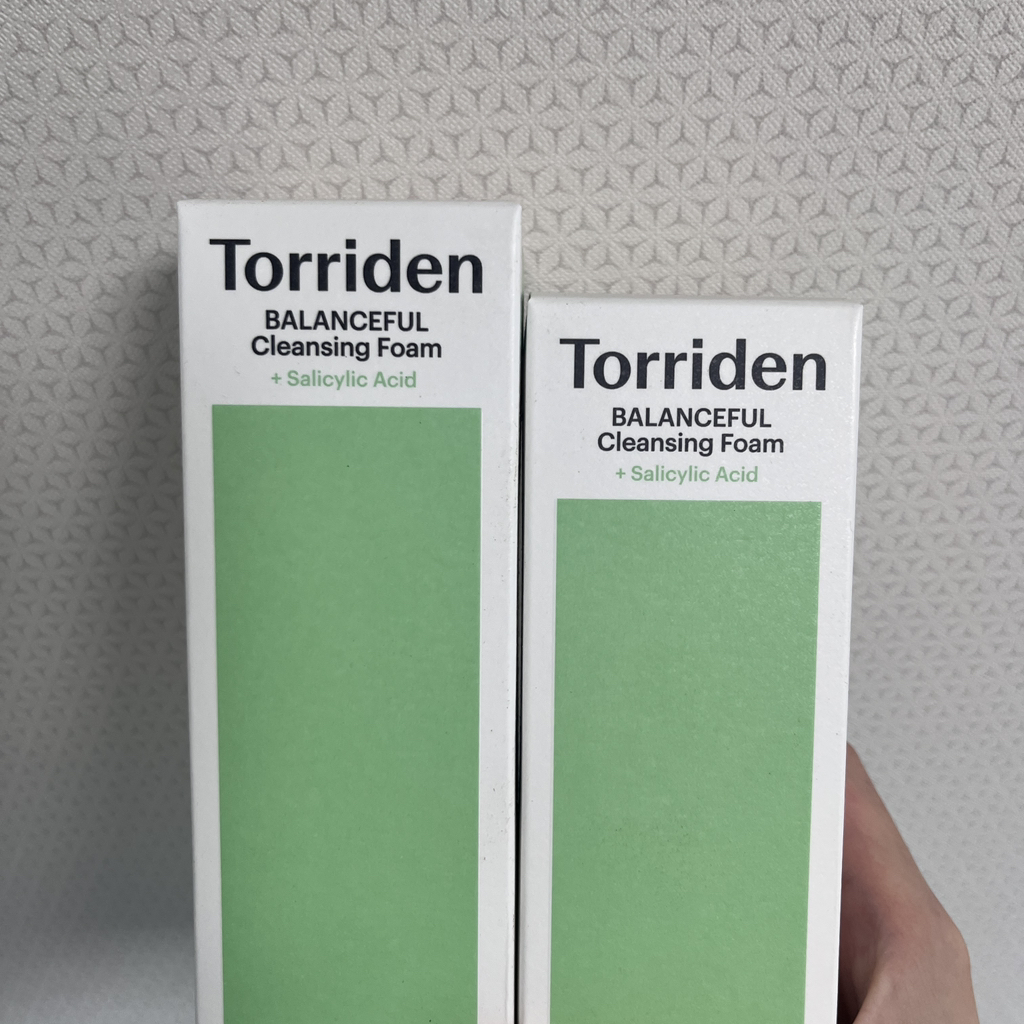 Torriden
BALANCEFUL
Cleansing Foam
+ Salicylic Acid
Torriden
BALANCEFUL
Cleansing Foam
+ Salicylic Acid